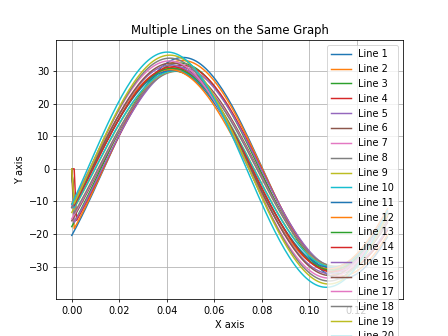 Multiple Lines on the Same Graph
Y axis
30
20
10
0
−10
−20
−30
0.00
0.02
0.04
0.06
0.08
0.10
X axis
Line 1
Line 2
Line 3
Line 4
Line 5
Line 6
Line 7
Line 8
Line 9
Line 10
Line 11
Line 12
Line 13
Line 14
Line 15
Line 16
Line 17
Line 18
Line 19
Line 20